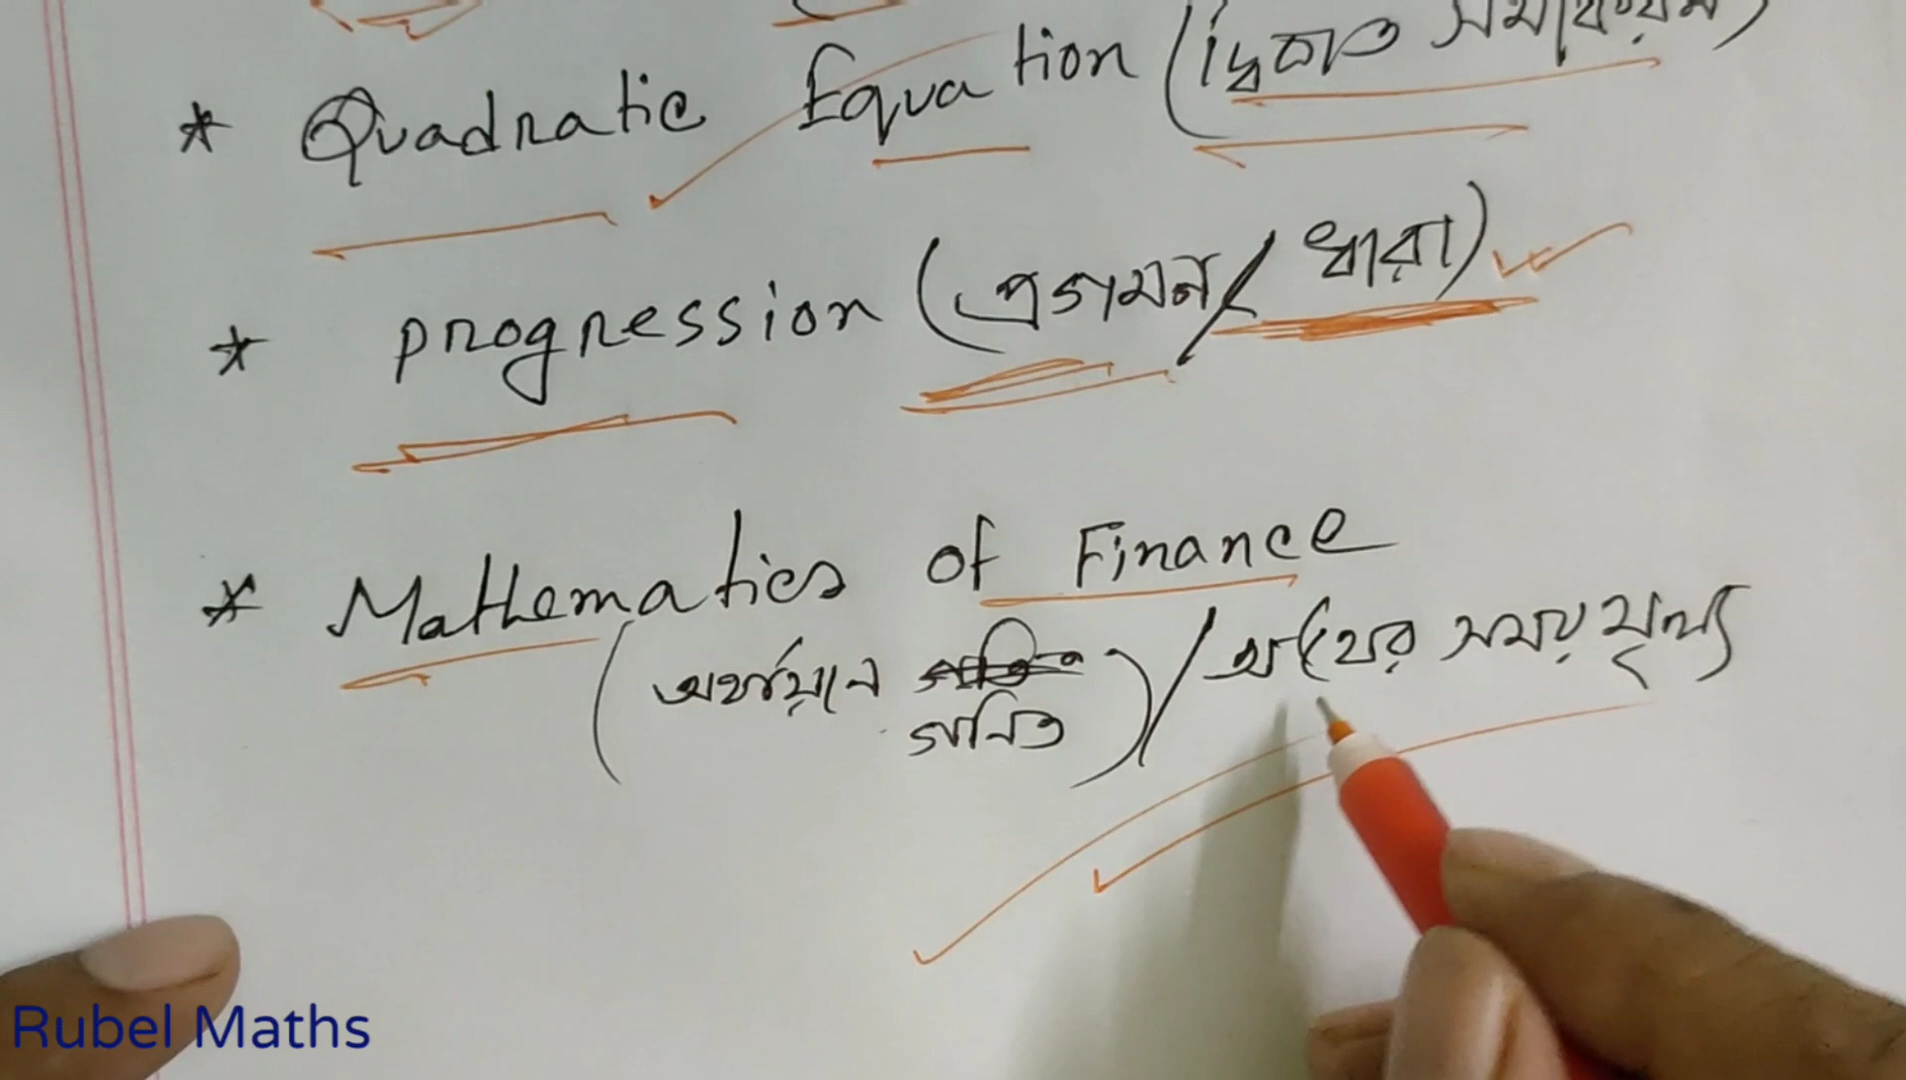 * Quadratic Equation (দ্বিঘাত সমীকরণ)
* progression (প্রগমন / ধারা)
* Mathematics of Finance
(অর্থায়নে গণিত) / অর্থের সময় মূল্য
Rubel Maths